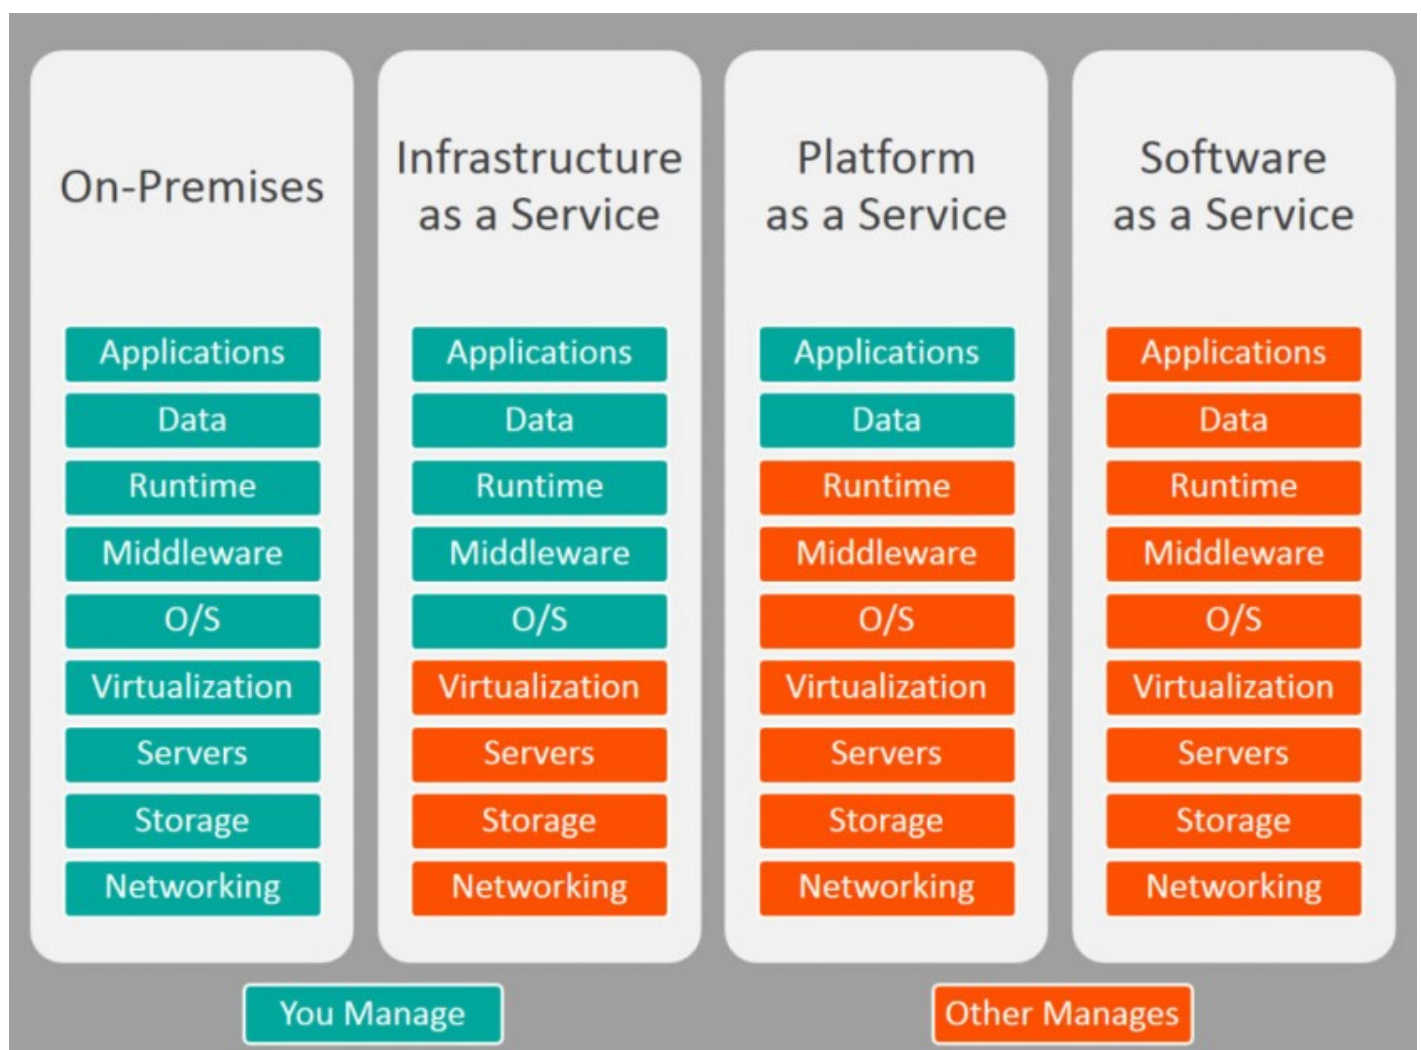 On-Premises
Applications
Data
Runtime
Middleware
O/S
Virtualization
Servers
Storage
Networking
Infrastructure
as a Service
Applications
Data
Runtime
Middleware
O/S
Virtualization
Servers
Storage
Networking
Platform
as a Service
Applications
Data
Runtime
Middleware
O/S
Virtualization
Servers
Storage
Networking
Software
as a Service
Applications
Data
Runtime
Middleware
O/S
Virtualization
Servers
Storage
Networking
You Manage
Other Manages